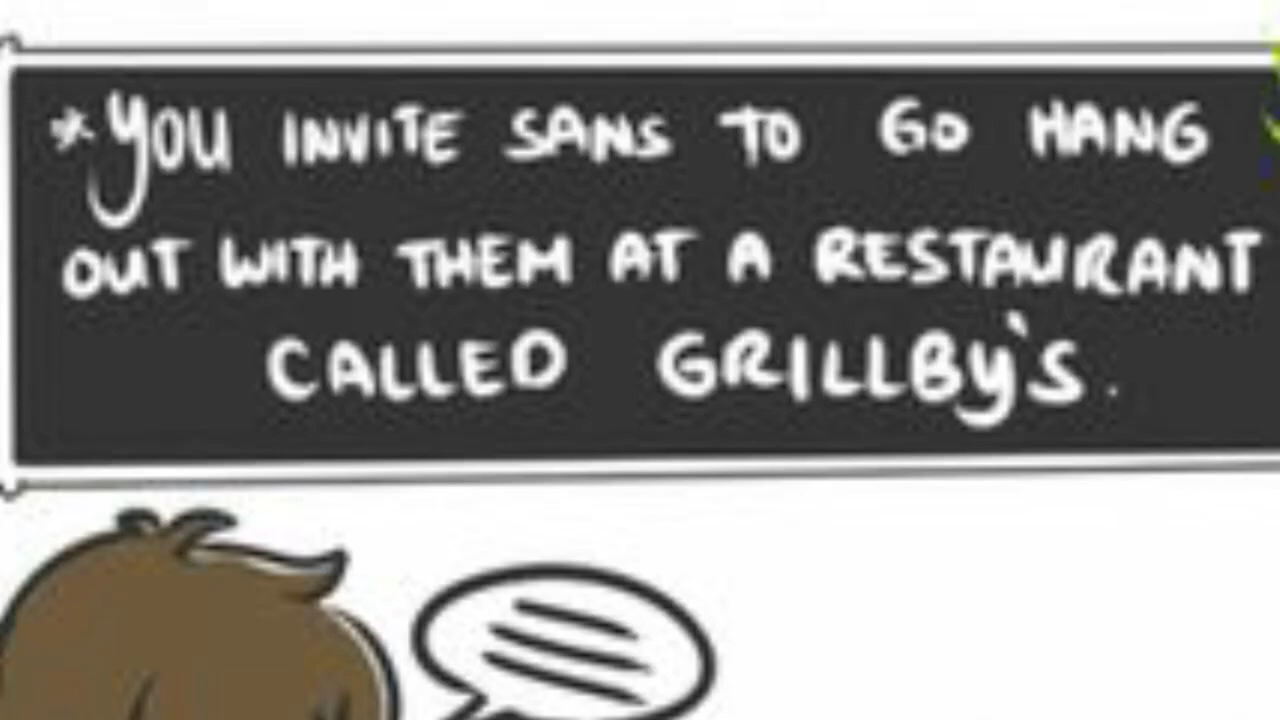 *YOU INVITE SANS TO GO HANG
OUT WITH THEM AT A RESTAURANT
CALLED GRILLBY'S.